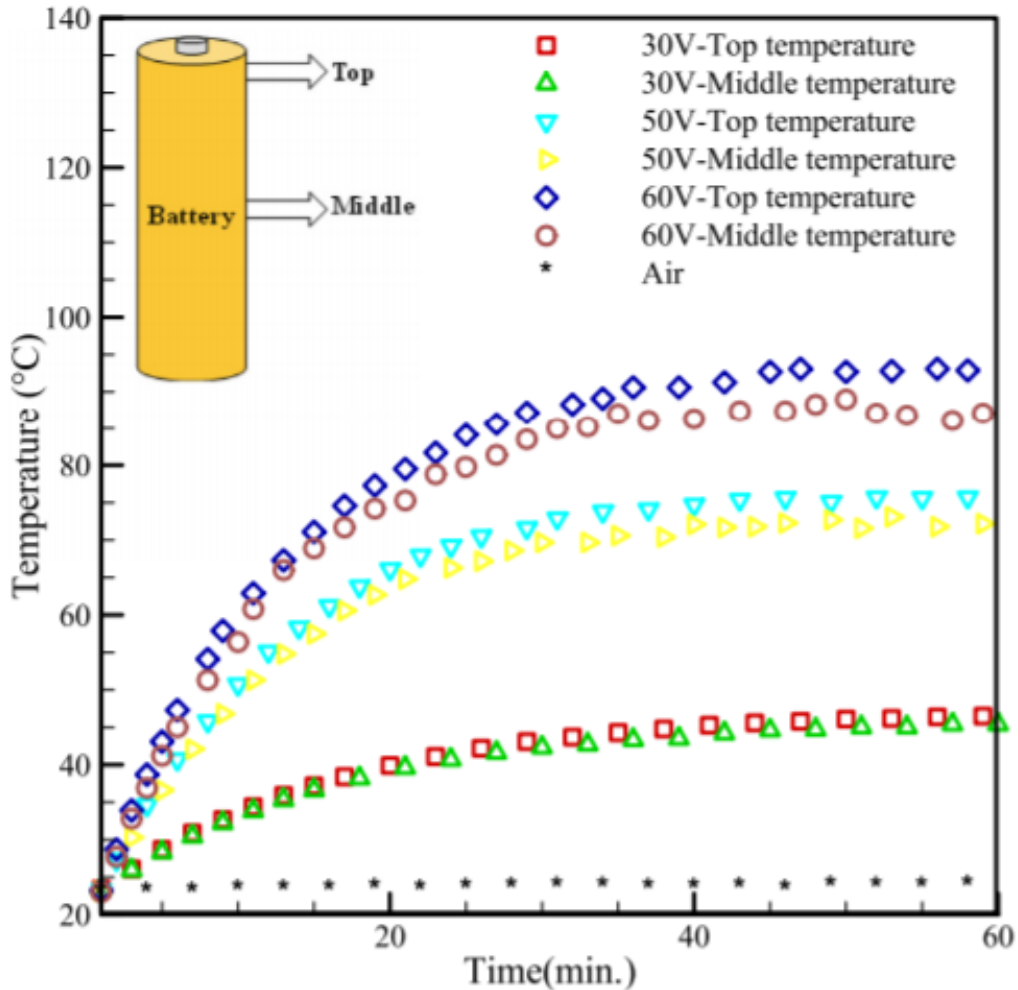 140
120
100
80
60
40
20
20
40
60
Temperature (°C)
Time(min.)
Top
Middle
Battery
30V-Top temperature
30V-Middle temperature
50V-Top temperature
50V-Middle temperature
60V-Top temperature
60V-Middle temperature
* Air